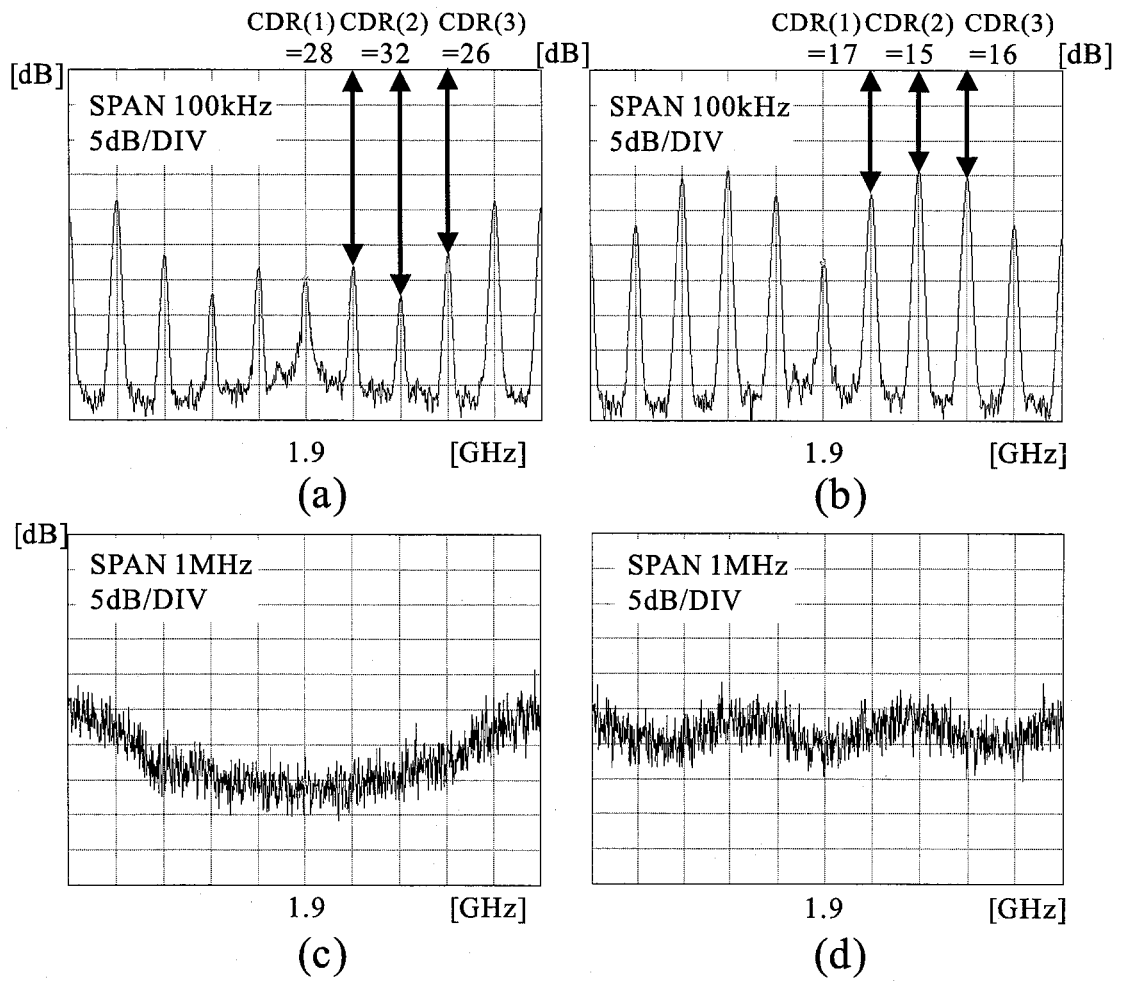 CDR(1) CDR(2) CDR(3)
=28 =32 =26
[dB]
SPAN 100kHz
5dB/DIV
1.9 [GHz]
(a)
CDR(1) CDR(2) CDR(3)
[dB] =17 =15 =16 [dB]
SPAN 100kHz
5dB/DIV
1.9 [GHz]
(b)
[dB]
SPAN 1MHz
5dB/DIV
1.9 [GHz]
(c)
SPAN 1MHz
5dB/DIV
1.9 [GHz]
(d)